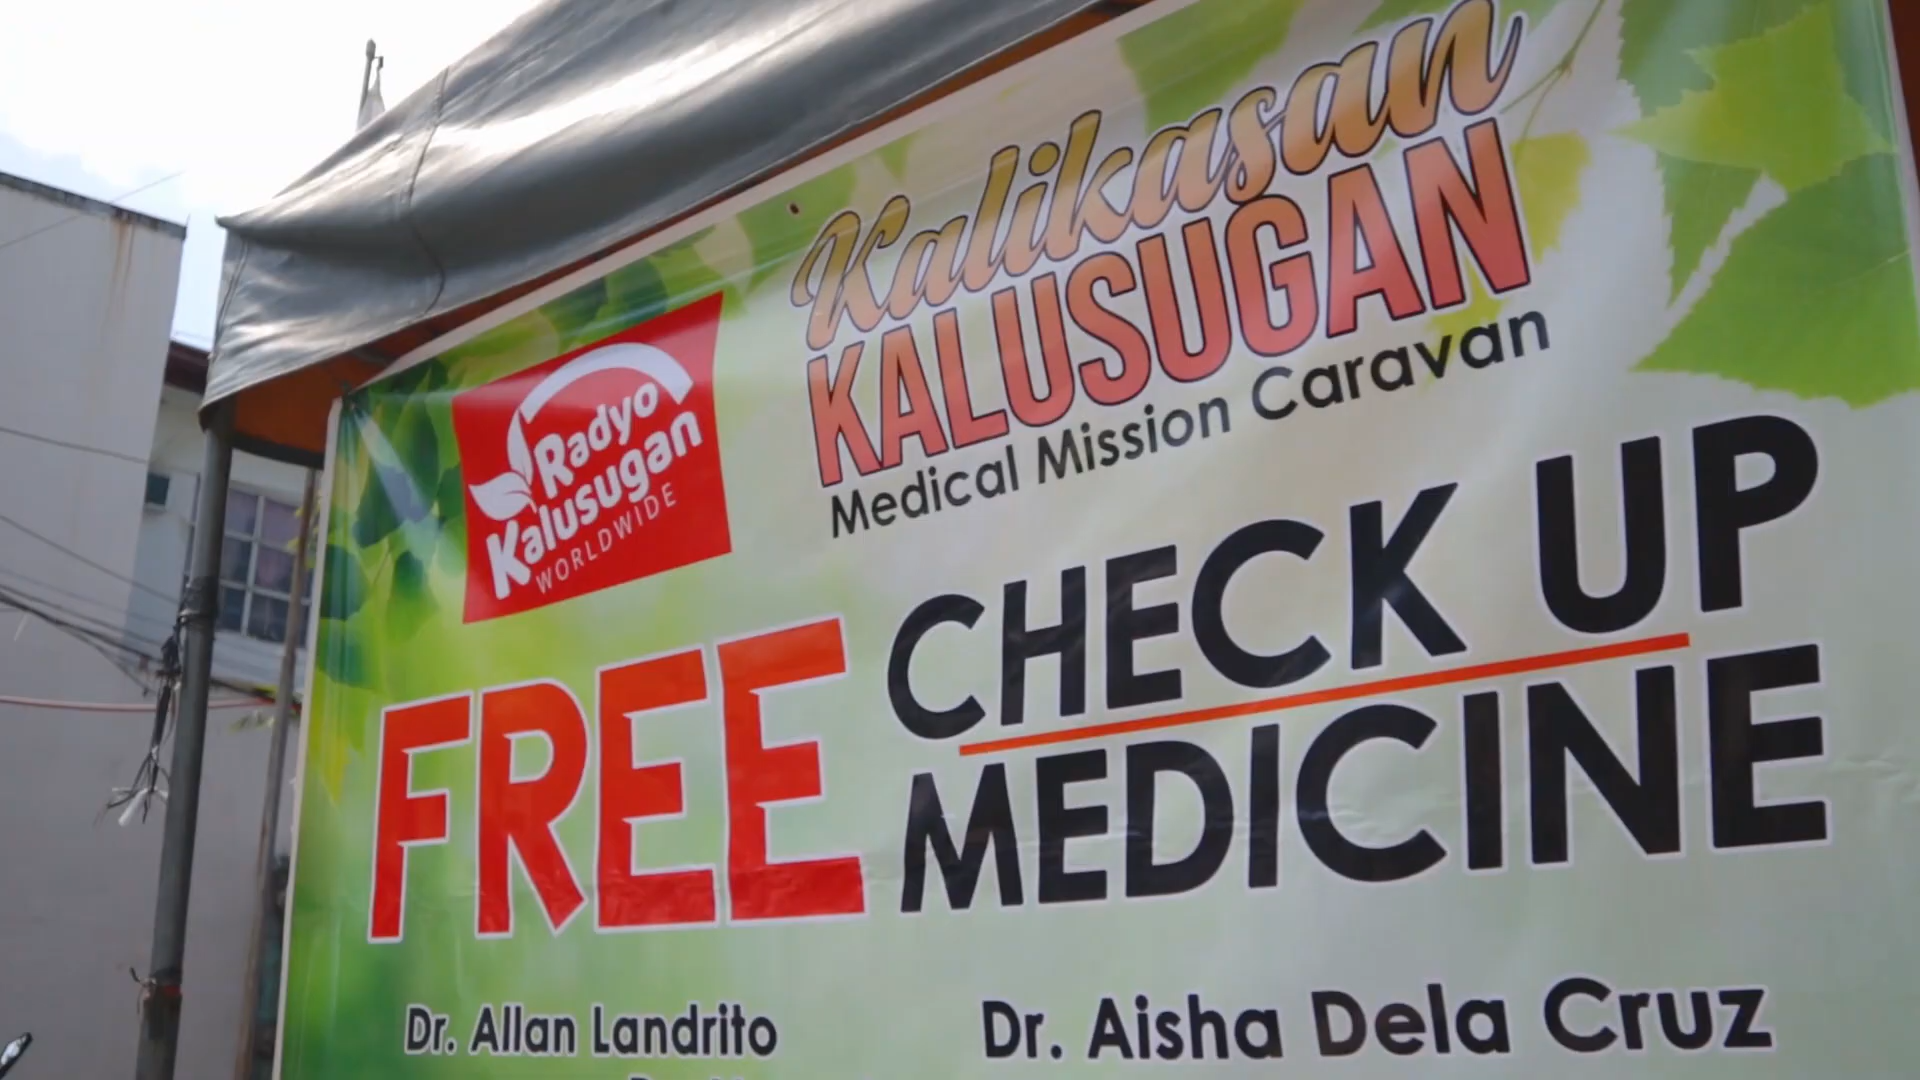 Kalikasan
KALUSUGAN
Medical Mission Caravan
Radyo
Kalusugan
WORLDWIDE
FREE
CHECK UP
MEDICINE
Dr. Allan Landrito
Dr. Aisha Dela Cruz